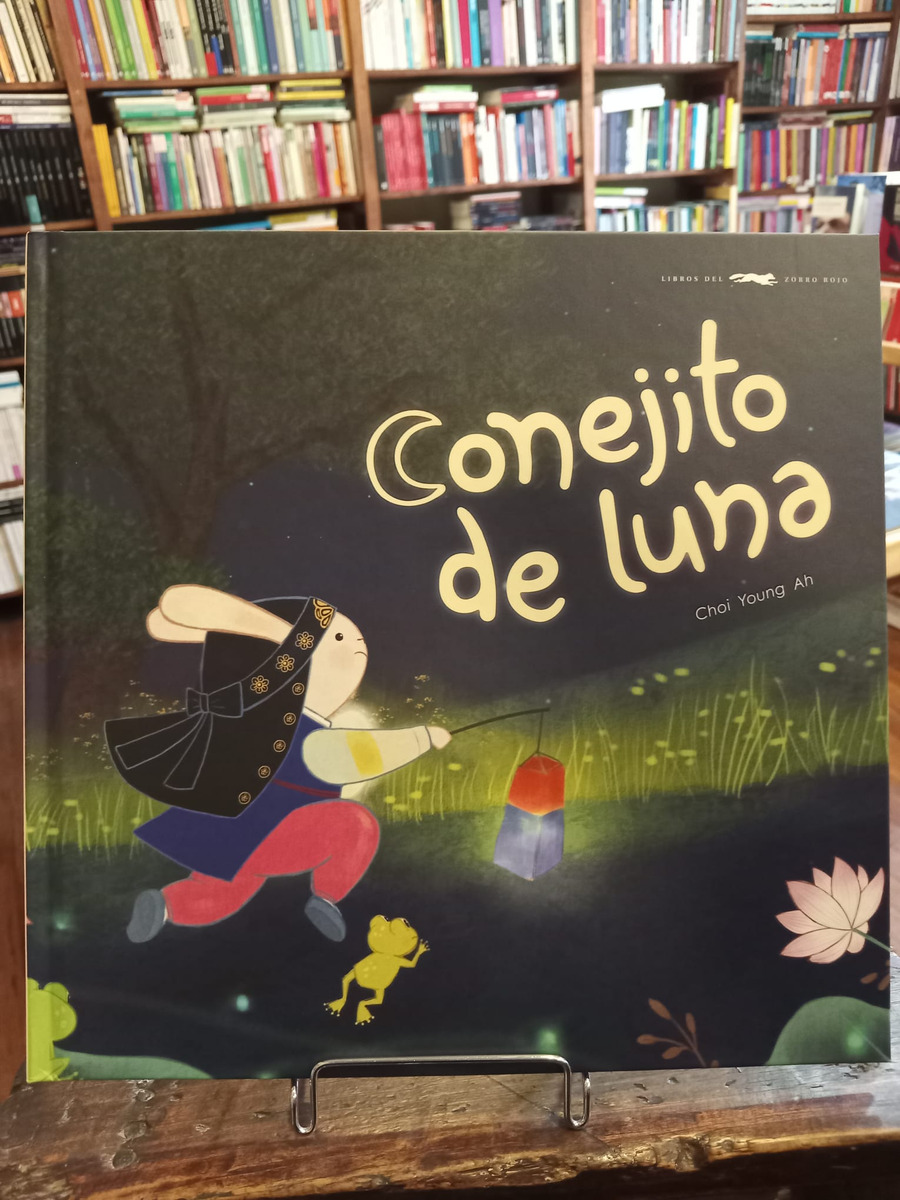 LIBROS DEL ZORRO ROJO
Conejito
de luna
Choi Young Ah